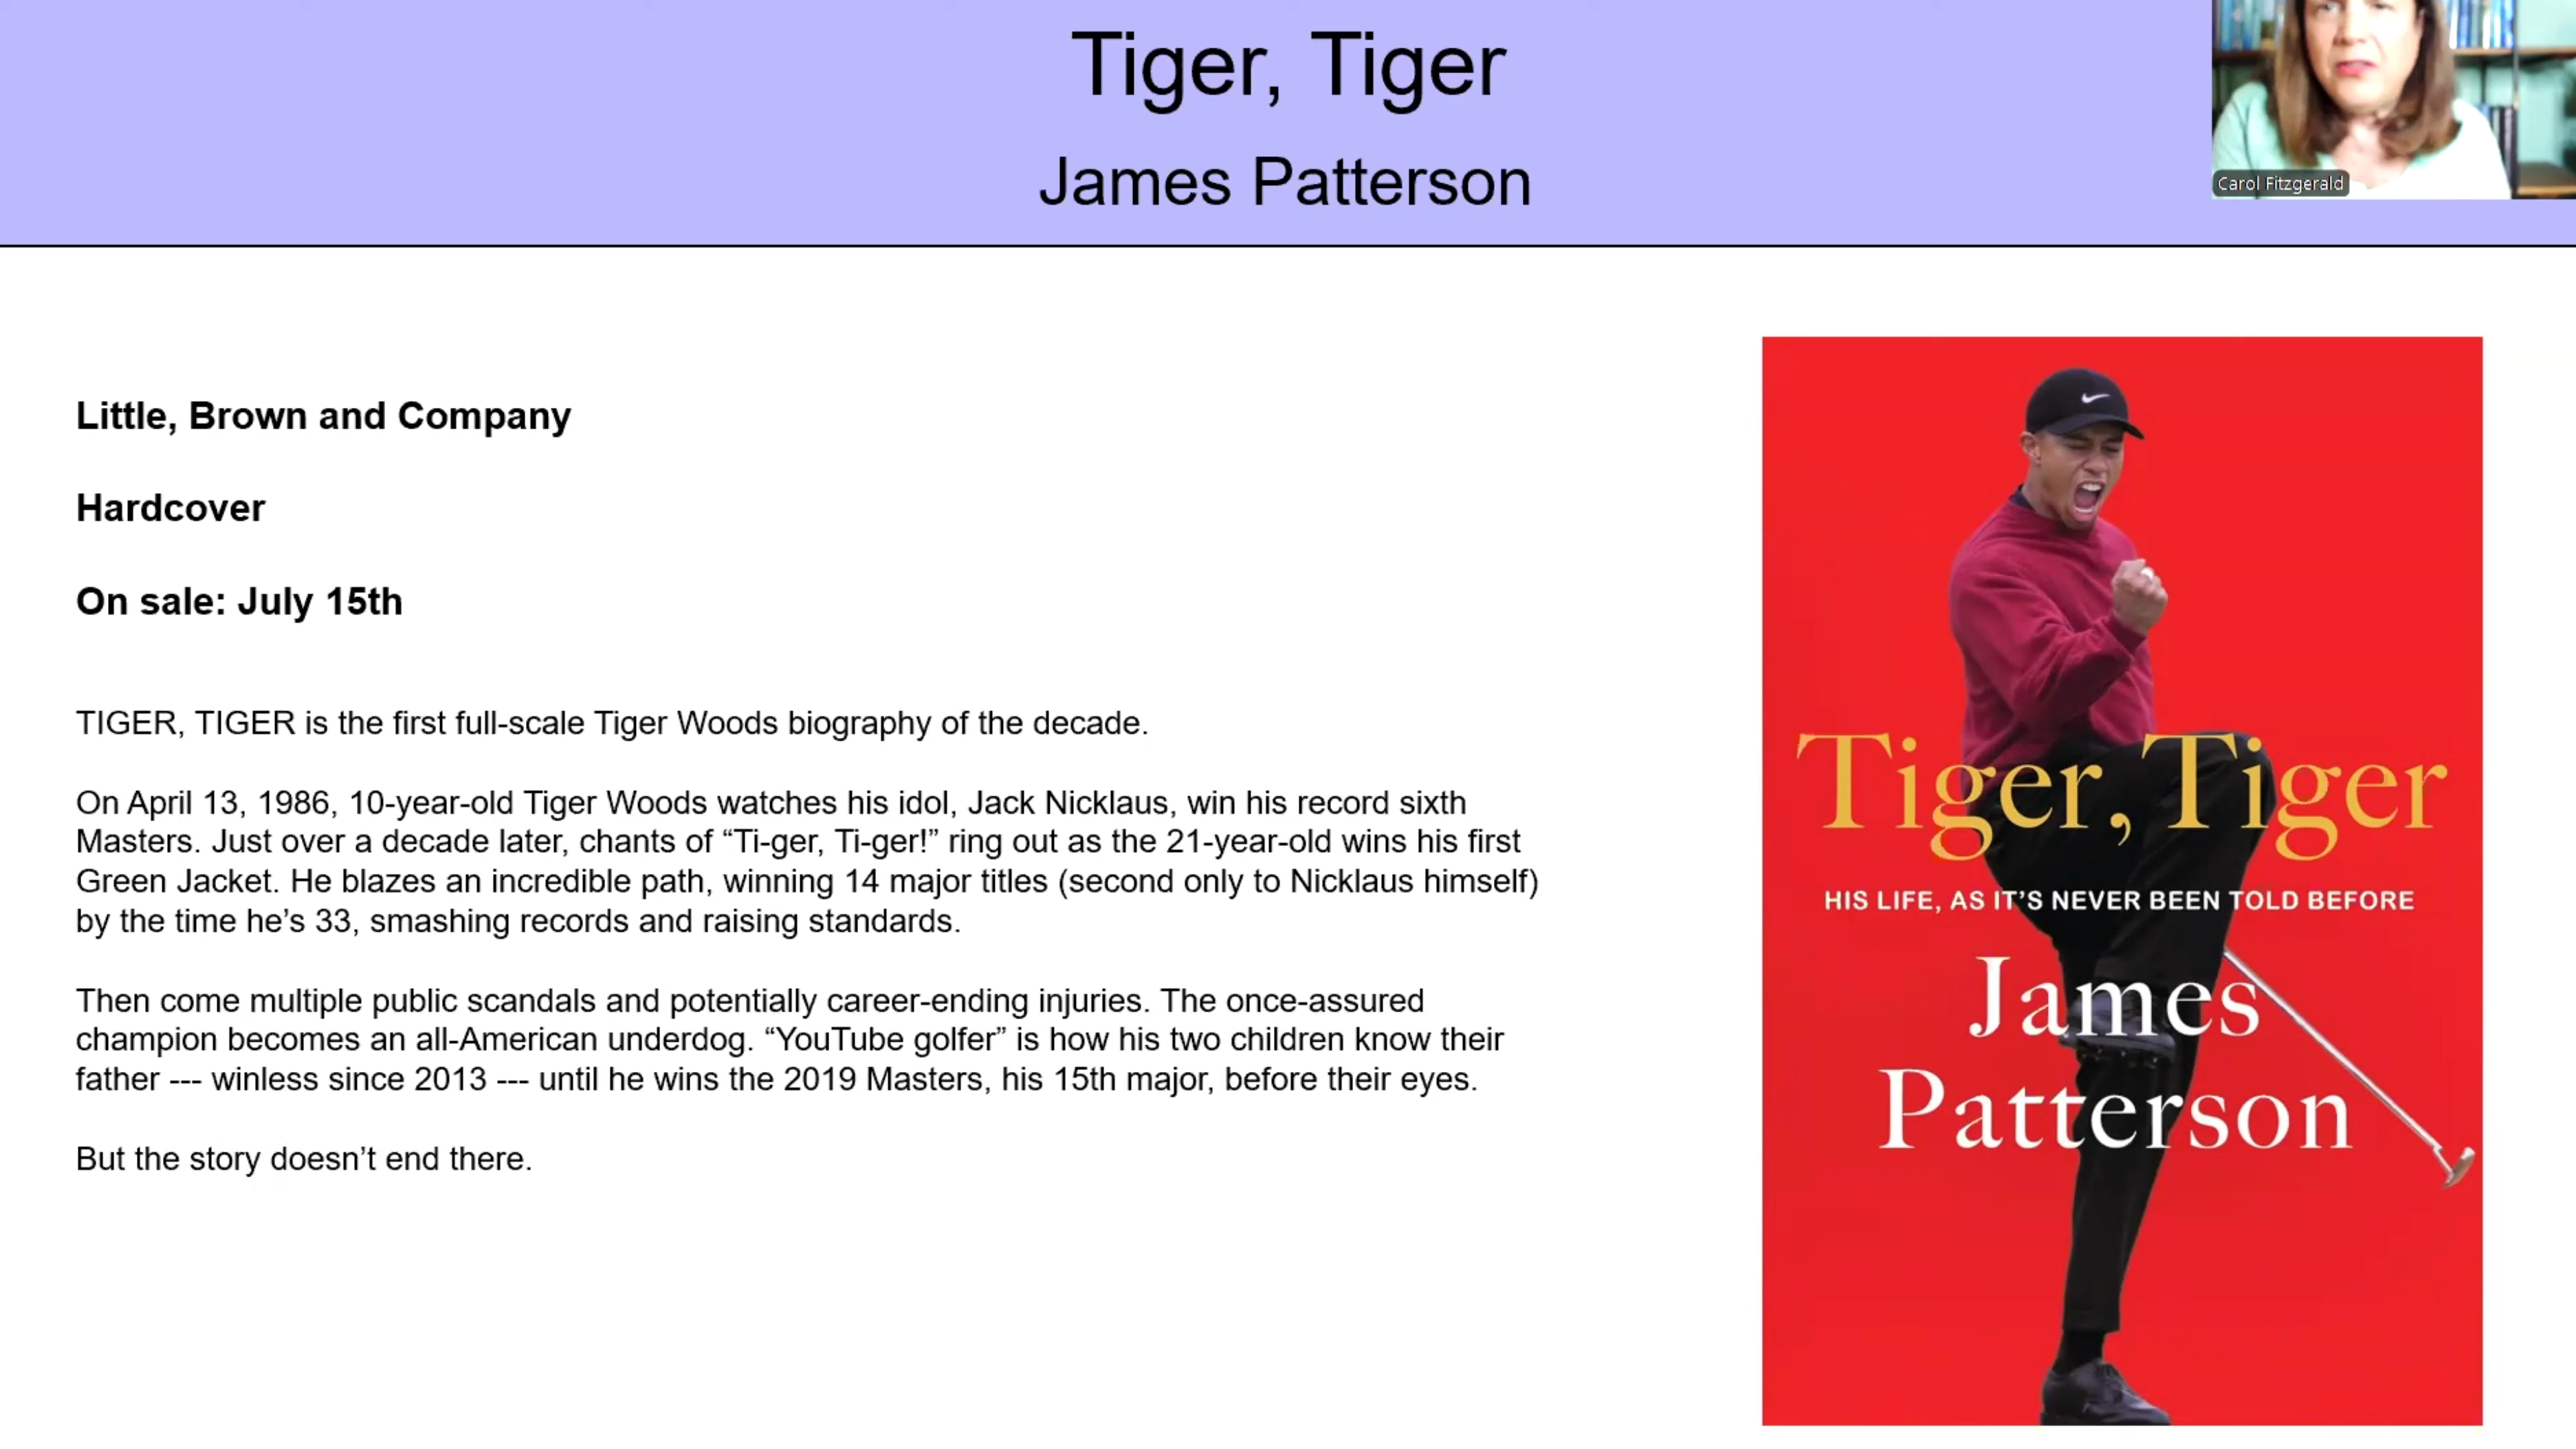 Tiger, Tiger
James Patterson
Carol Fitzgerald
Little, Brown and Company
Hardcover
On sale: July 15th
TIGER, TIGER is the first full-scale Tiger Woods biography of the decade.
On April 13, 1986, 10-year-old Tiger Woods watches his idol, Jack Nicklaus, win his record sixth
Masters. Just over a decade later, chants of “Ti-ger, Ti-ger!” ring out as the 21-year-old wins his first
Green Jacket. He blazes an incredible path, winning 14 major titles (second only to Nicklaus himself)
by the time he’s 33, smashing records and raising standards.
Then come multiple public scandals and potentially career-ending injuries. The once-assured
champion becomes an all-American underdog. “YouTube golfer” is how his two children know their
father --- winless since 2013 --- until he wins the 2019 Masters, his 15th major, before their eyes.
But the story doesn’t end there.
Tiger, Tiger
HIS LIFE, AS IT’S NEVER BEEN TOLD BEFORE
James
Patterson